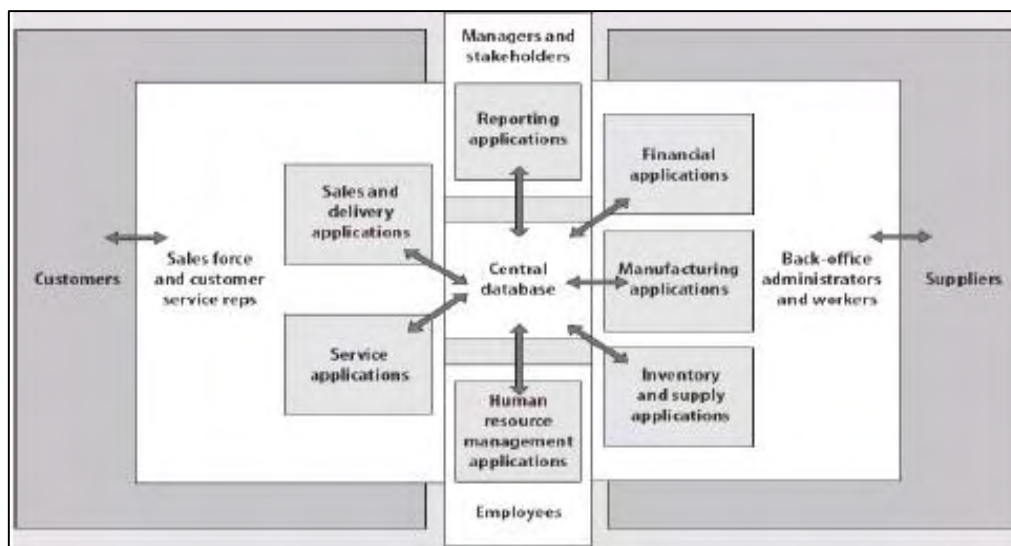 Managers and
stakeholders
Reporting
applications
Financial
applications
Sales and
delivery
applications
Customers
Sales force
and customer
service reps
Central
database
Manufacturing
applications
Back-office
administrators
and workers
Suppliers
Service
applications
Inventory
and supply
applications
Human
resource
management
applications
Employees